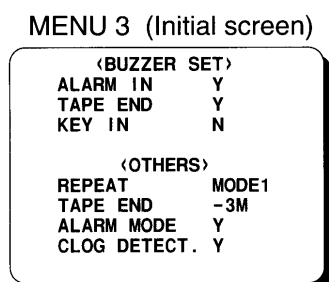 MENU 3 (Initial screen)
‹BUZZER SET›
ALARM IN Y
TAPE END Y
KEY IN N
‹OTHERS›
REPEAT MODE1
TAPE END -3M
ALARM MODE Y
CLOG DETECT. Y